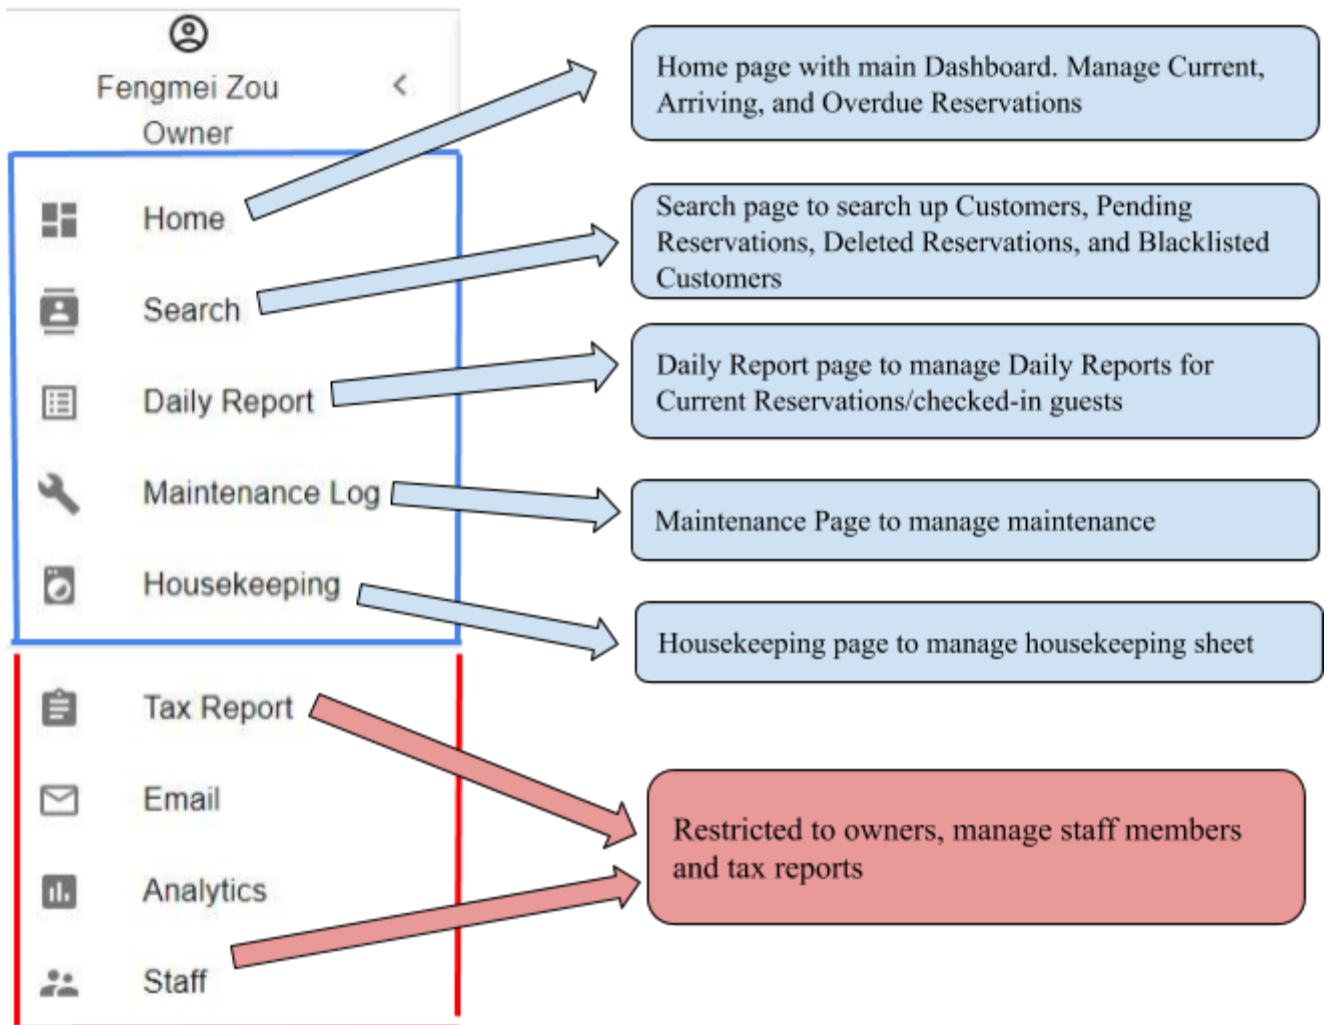 Fengmei Zou
Owner
Home
Search
Daily Report
Maintenance Log
Housekeeping
Tax Report
Email
Analytics
Staff
Home page with main Dashboard. Manage Current,
Arriving, and Overdue Reservations
Search page to search up Customers, Pending
Reservations, Deleted Reservations, and Blacklisted
Customers
Daily Report page to manage Daily Reports for
Current Reservations/checked-in guests
Maintenance Page to manage maintenance
Housekeeping page to manage housekeeping sheet
Restricted to owners, manage staff members
and tax reports